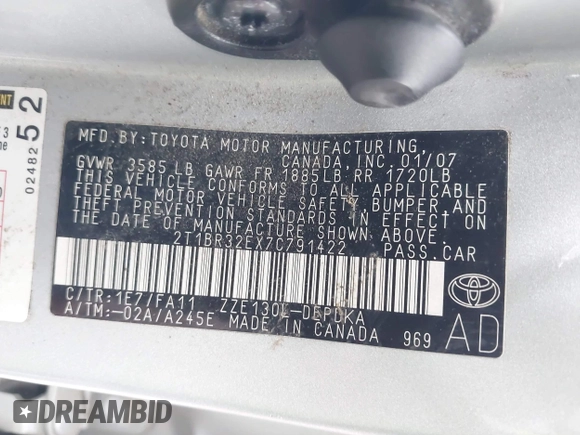 MFD.BY:TOYOTA MOTOR MANUFACTURING,
CANADA, INC. 01/07
GVWR 3585 LB GAWR FR 1885LB RR 1720LB
THIS VEHICLE CONFORMS TO ALL APPLICABLE
FEDERAL MOTOR VEHICLE SAFETY, BUMPER AND
THEFT PREVENTION STANDARDS IN EFFECT ON
THE DATE OF MANUFACTURE SHOWN ABOVE.
2T1BR32EX7C791422 PASS.CAR
C/TR:1E7/FA11 ZZE130L-DEPDKA
A/TM:-02A/A245E MADE IN CANADA 969
AD
02482 52
DREAMBID